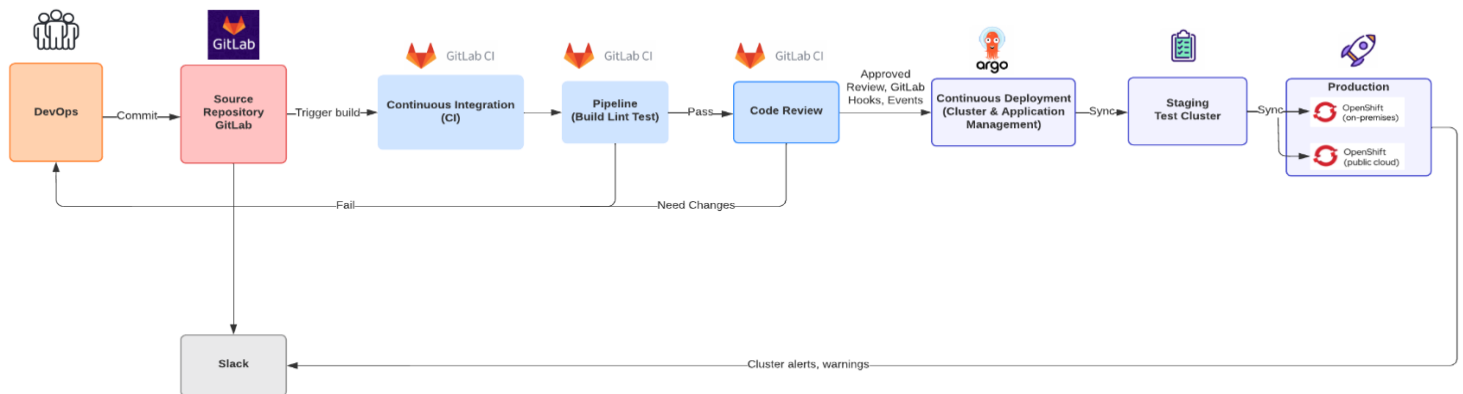 GitLab
GitLab CI
GitLab CI
GitLab CI
argo
DevOps
Commit
Source
Repository
GitLab
Trigger build
Continuous Integration
(CI)
Pipeline
(Build Lint Test)
Pass
Code Review
Approved
Review, GitLab
Hooks, Events
Continuous Deployment
(Cluster & Application
Management)
Sync
Staging
Test Cluster
Sync
Production
OpenShift
(on-premises)
OpenShift
(public cloud)
Fail
Need Changes
Slack
Cluster alerts, warnings